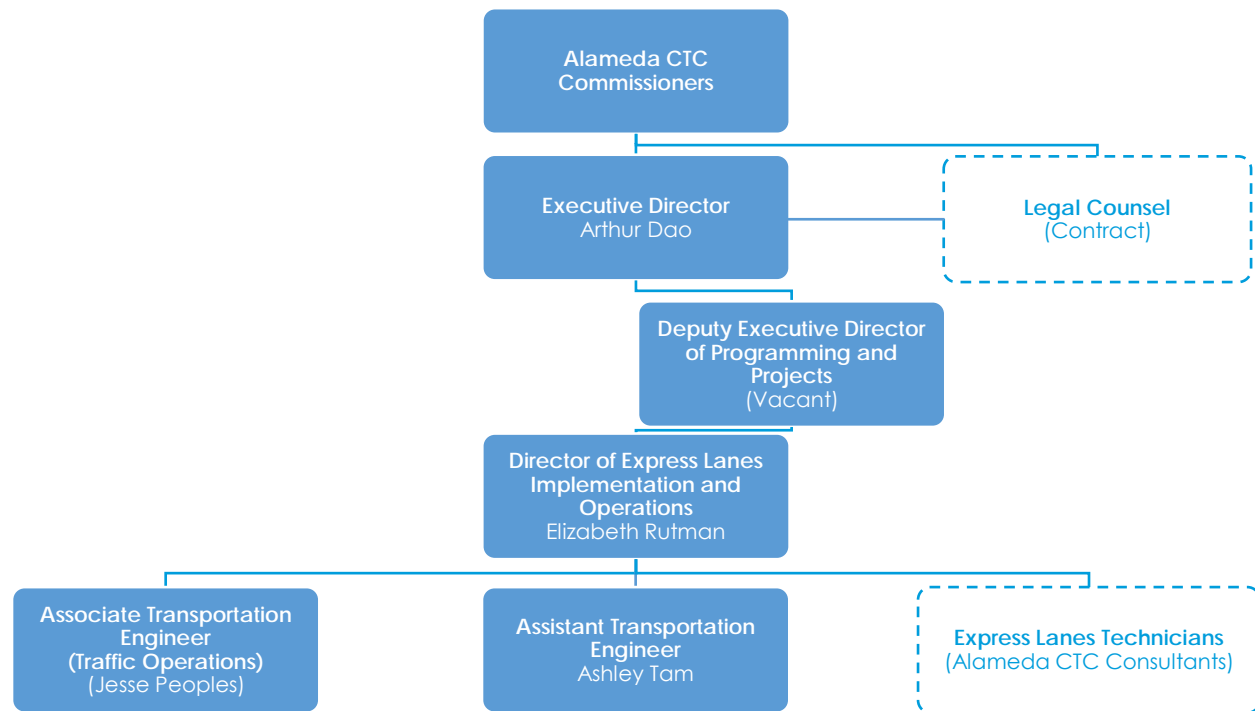 Alameda CTC
Commissioners
Executive Director
Arthur Dao
Legal Counsel
(Contract)
Deputy Executive Director
of Programming and
Projects
(Vacant)
Director of Express Lanes
Implementation and
Operations
Elizabeth Rutman
Associate Transportation
Engineer
(Traffic Operations)
(Jesse Peoples)
Assistant Transportation
Engineer
Ashley Tam
Express Lanes Technicians
(Alameda CTC Consultants)